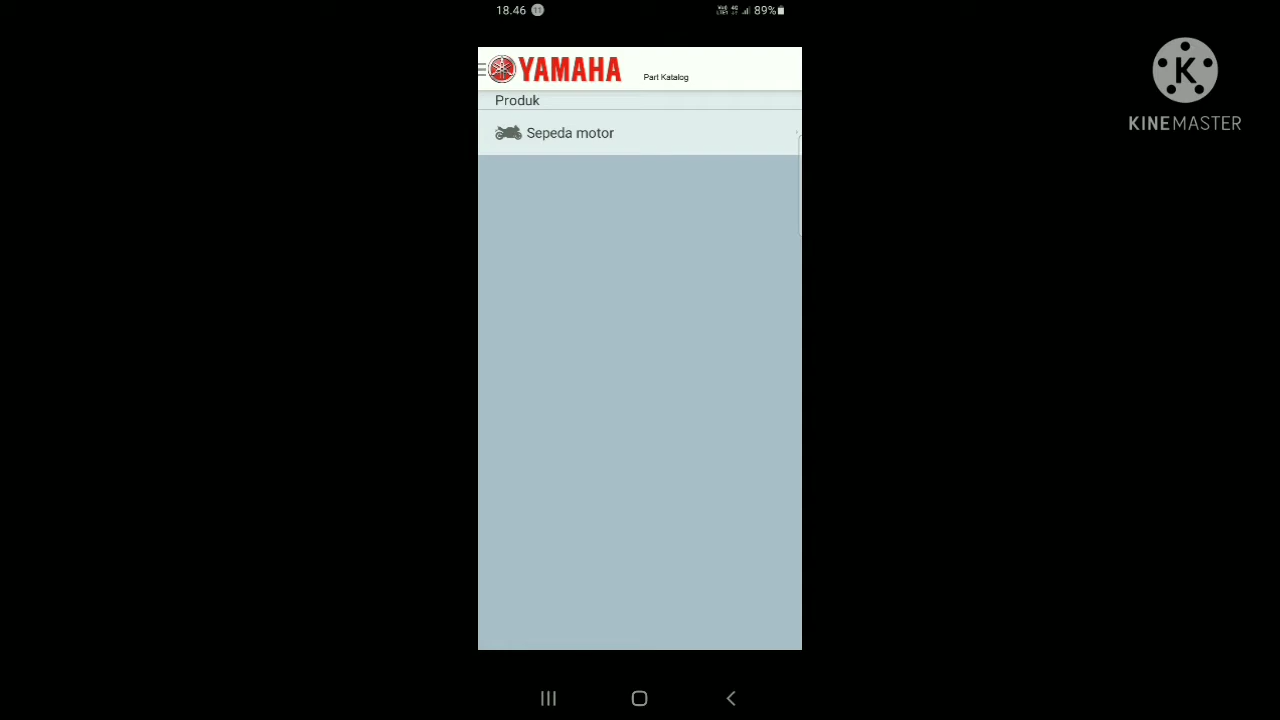 18.46 89%
YAMAHA Part Katalog
Produk
Sepeda motor
K
KINEMASTER